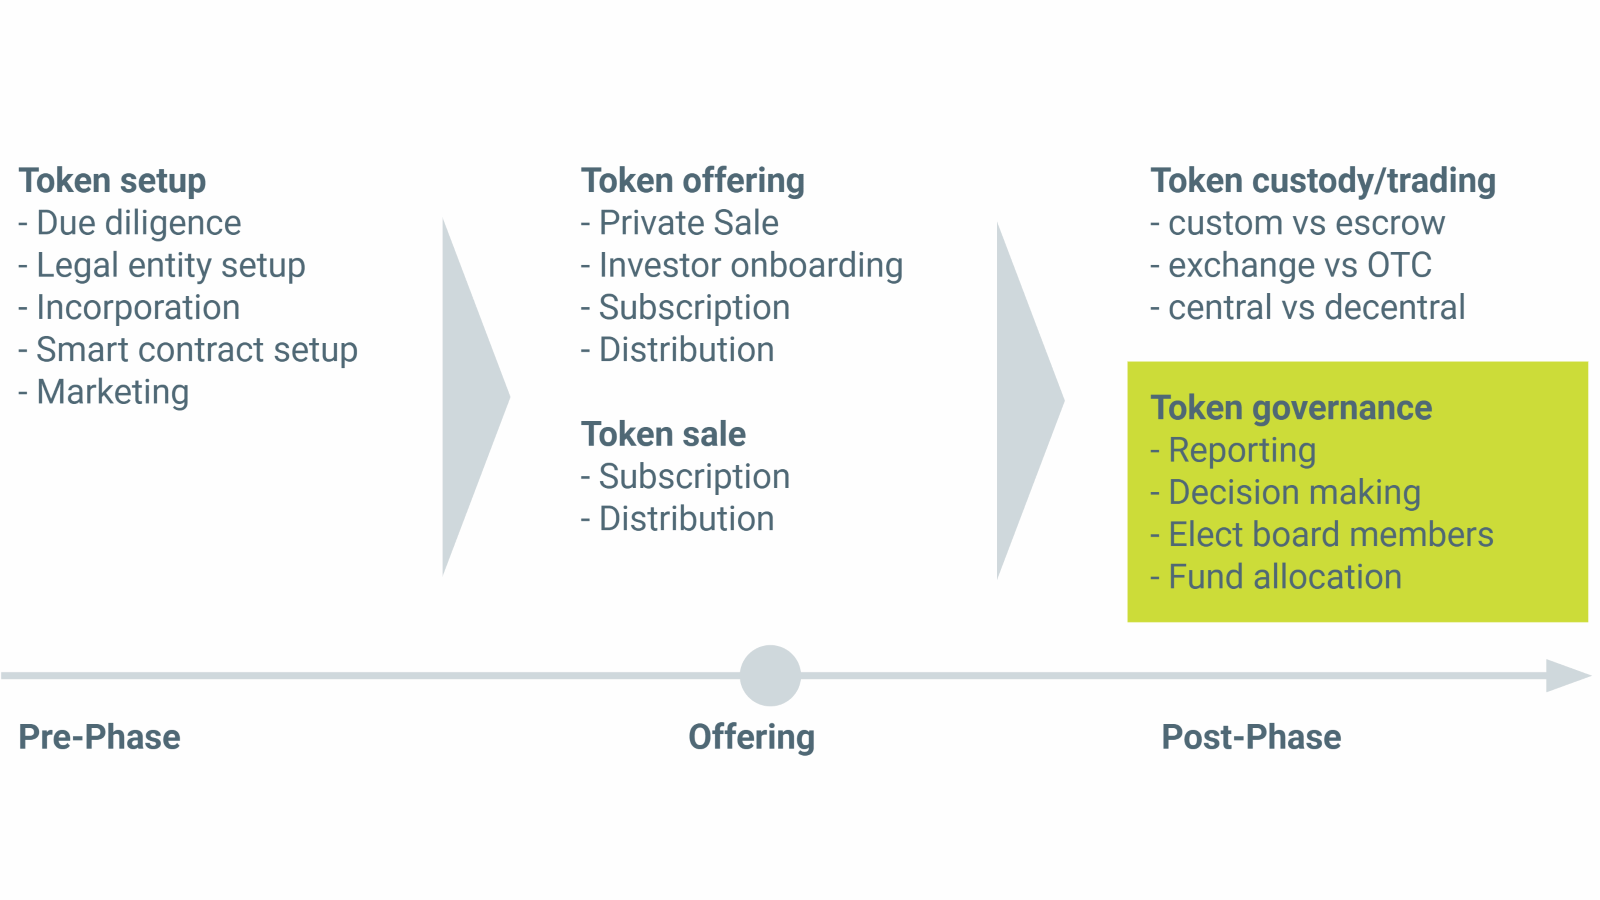 Token setup
- Due diligence
- Legal entity setup
- Incorporation
- Smart contract setup
- Marketing
Token offering
- Private Sale
- Investor onboarding
- Subscription
- Distribution
Token sale
- Subscription
- Distribution
Token custody/trading
- custom vs escrow
- exchange vs OTC
- central vs decentral
Token governance
- Reporting
- Decision making
- Elect board members
- Fund allocation
Pre-Phase
Offering
Post-Phase